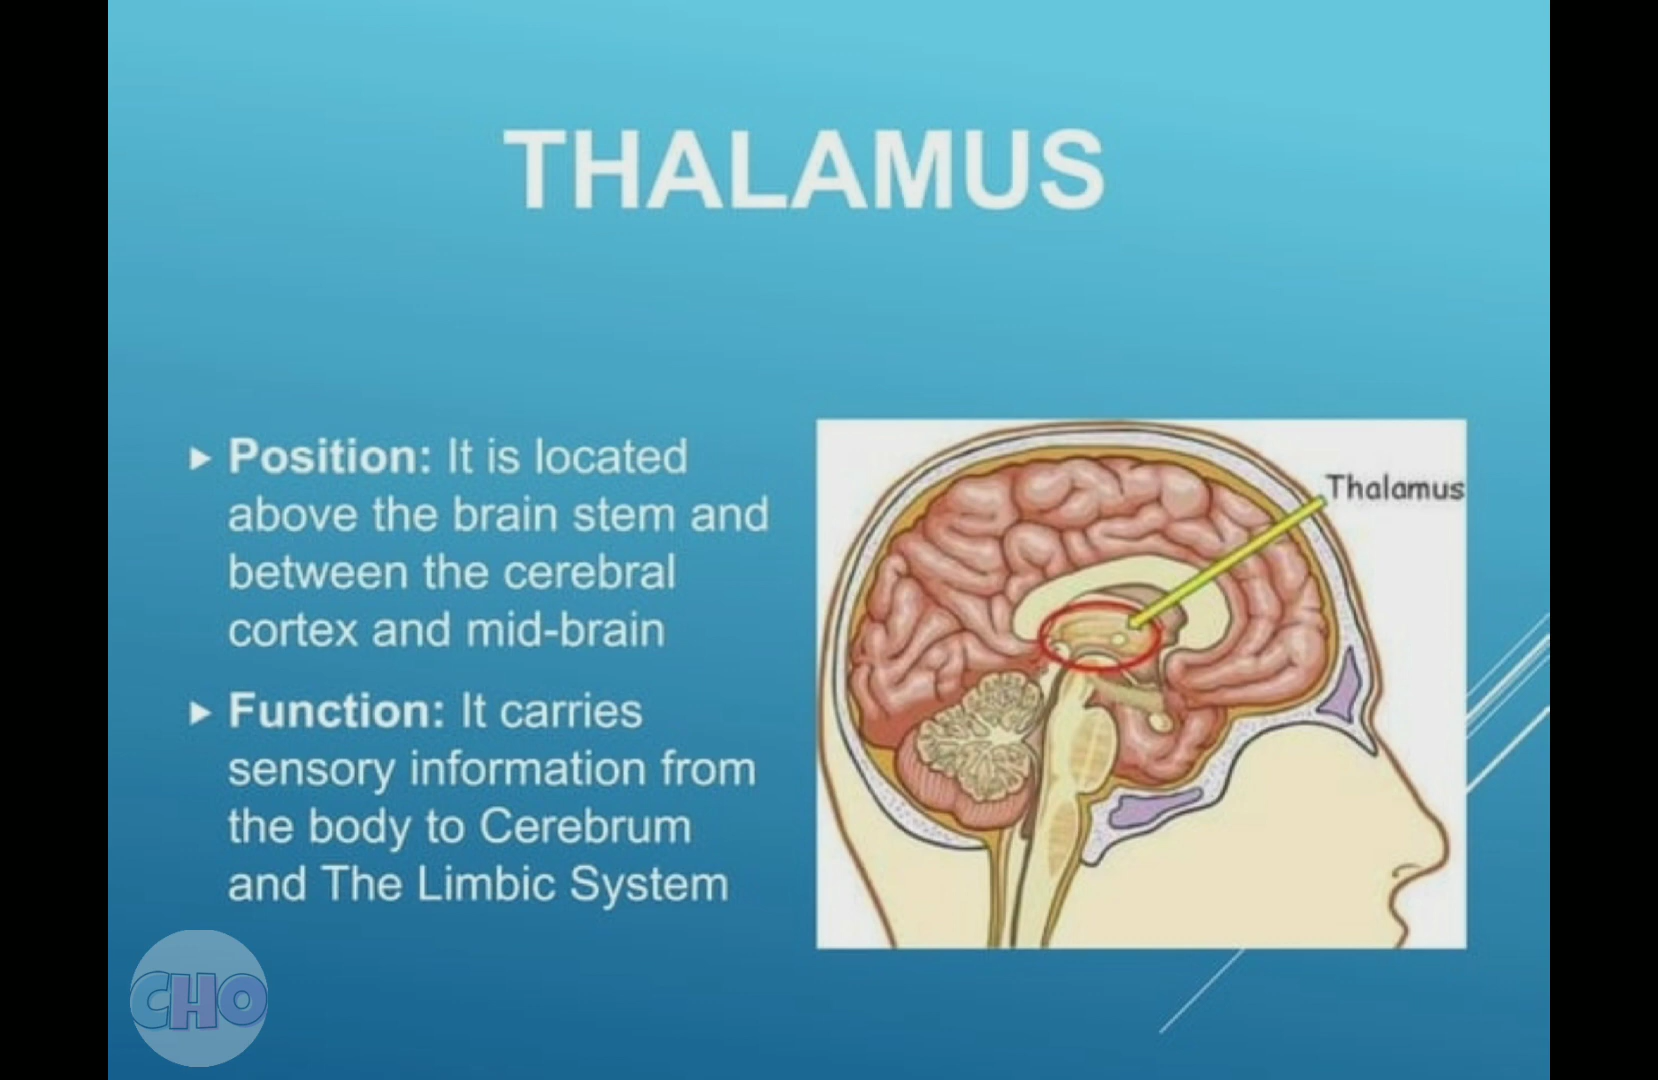 THALAMUS
Position: It is located
above the brain stem and
between the cerebral
cortex and mid-brain
Function: It carries
sensory information from
the body to Cerebrum
and The Limbic System
Thalamus
CHO